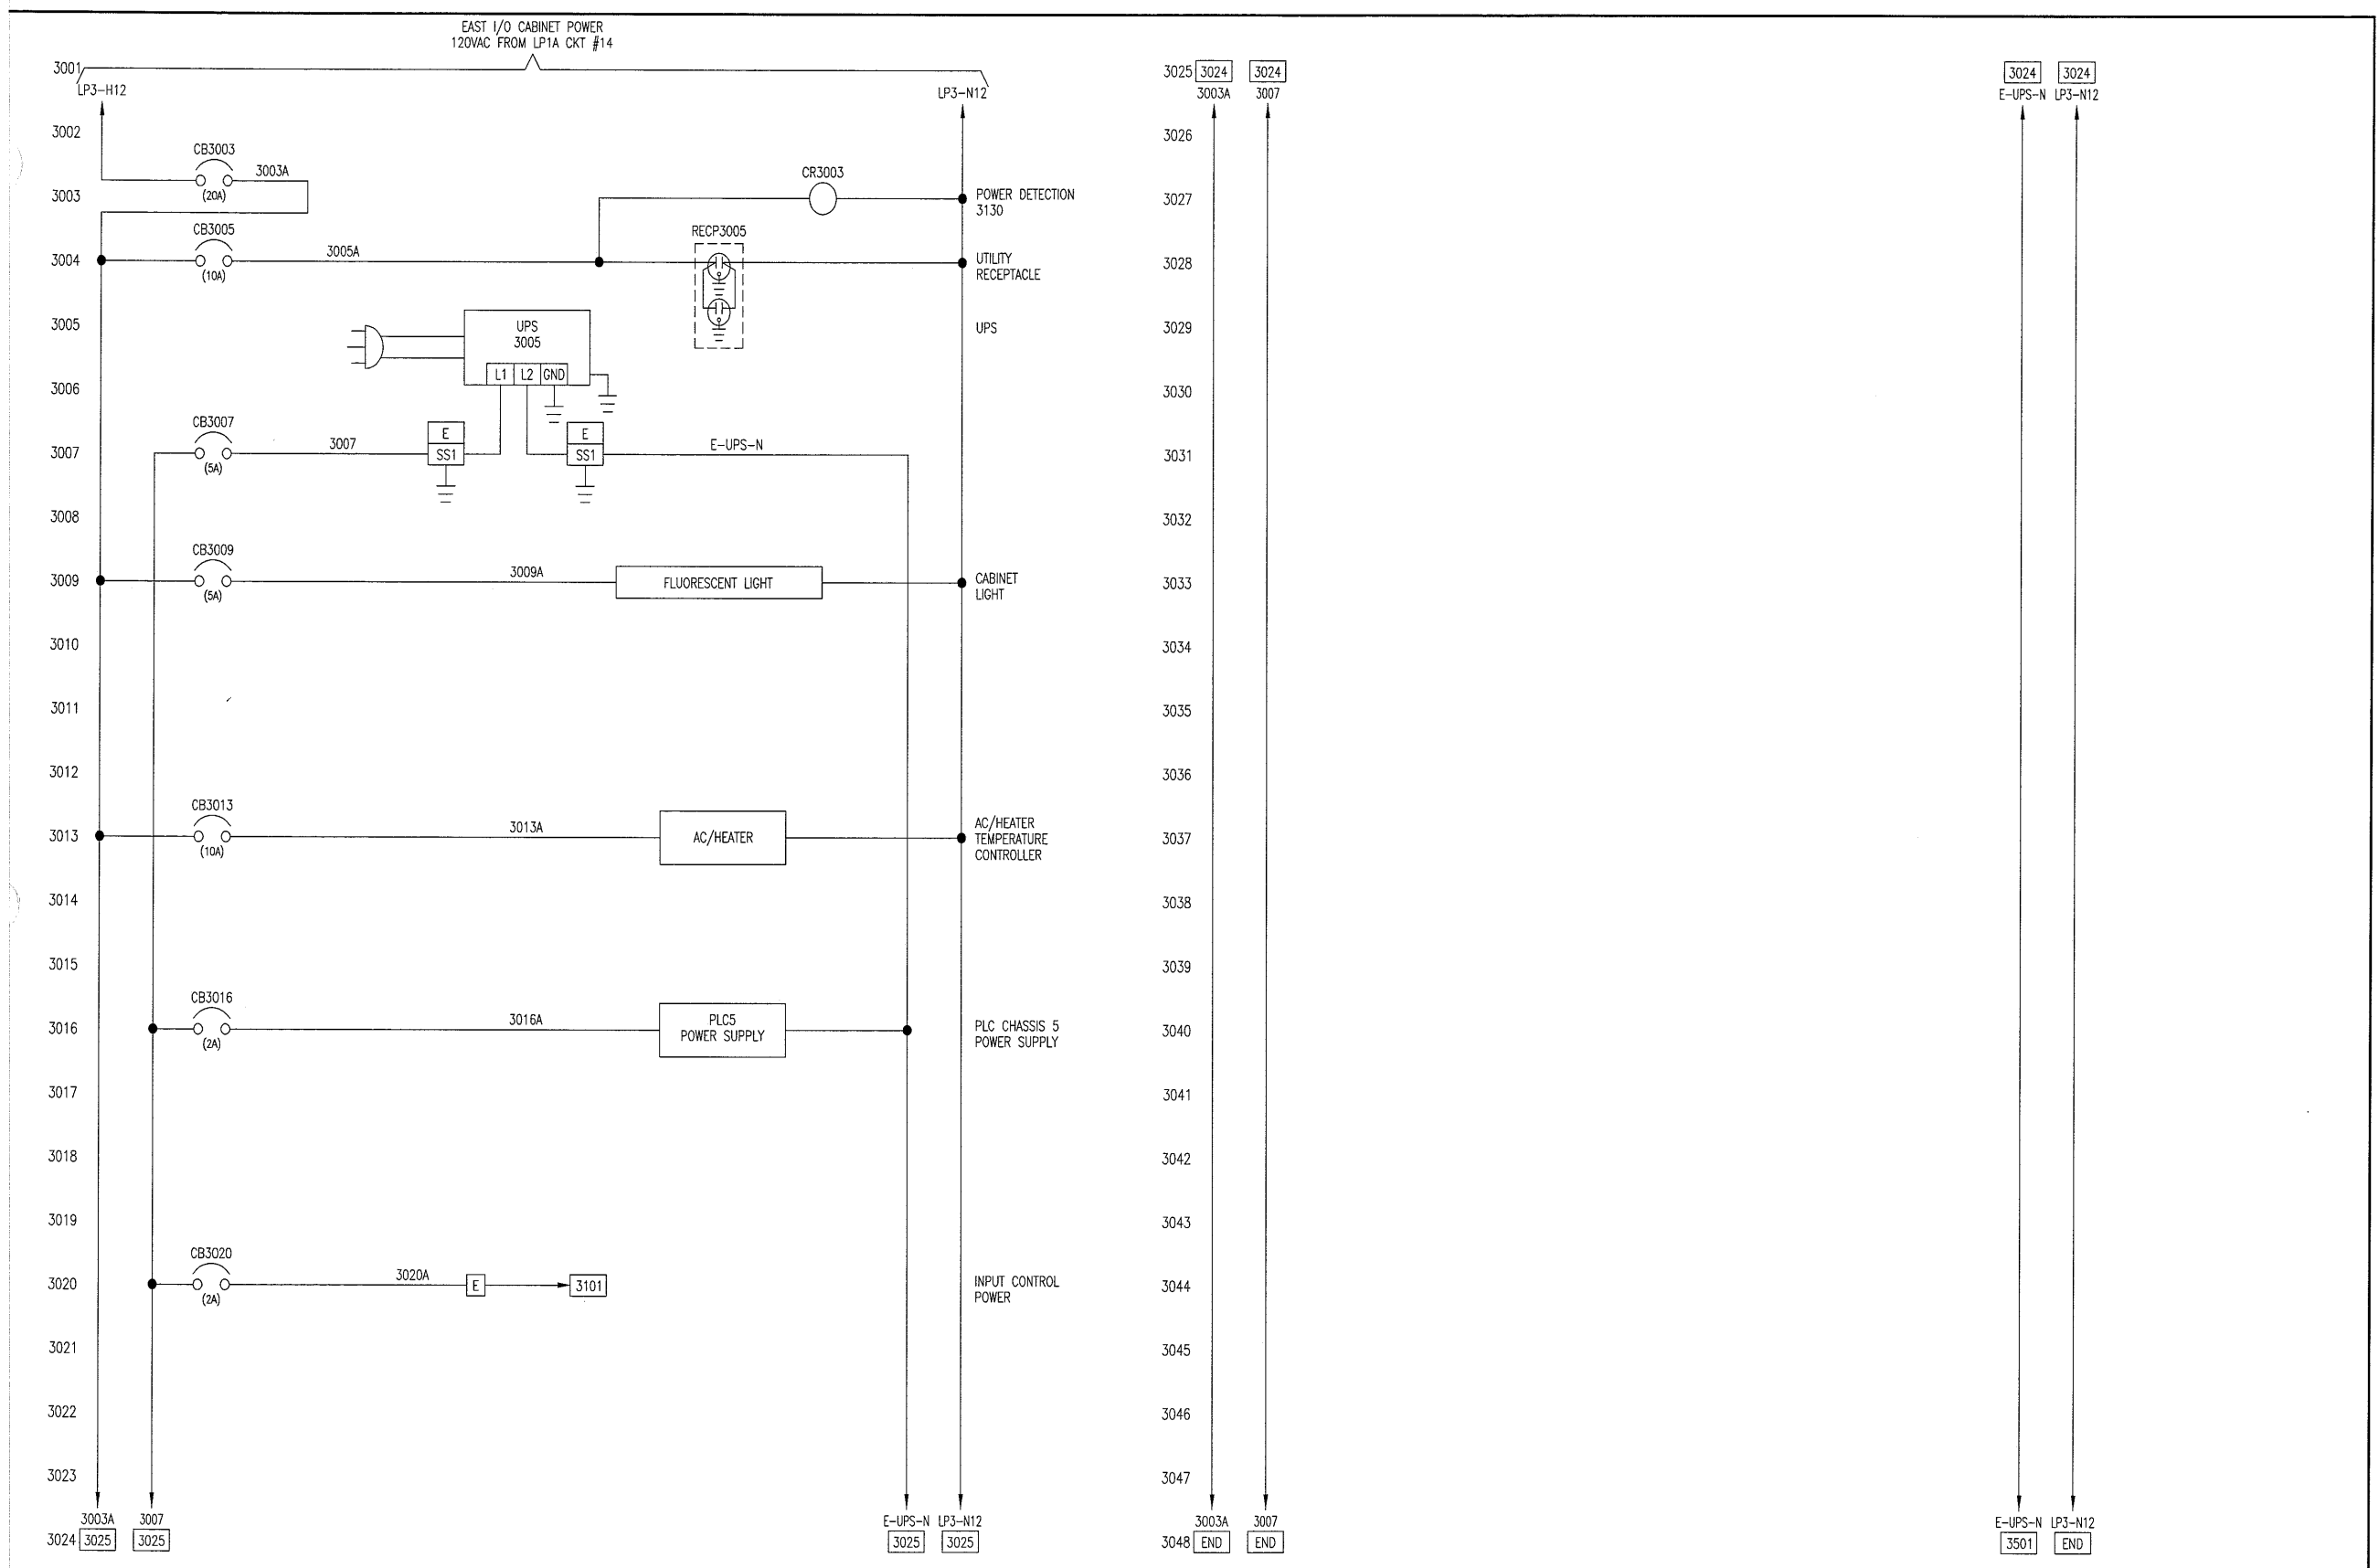 EAST I/O CABINET POWER
120VAC FROM LP1A CKT #14
3001
LP3-H12
LP3-N12
3002
CB3003
3003A
(20A)
3003
CR3003
POWER DETECTION
3130
CB3005
3005A
(10A)
3004
RECP3005
UTILITY
RECEPTACLE
3005
UPS
3005
UPS
L1 L2 GND
3006
CB3007
3007
(5A)
3007
E
SS1
E
SS1
E-UPS-N
3008
CB3009
3009A
(5A)
3009
FLUORESCENT LIGHT
CABINET
LIGHT
3010
3011
3012
CB3013
3013A
(10A)
3013
AC/HEATER
AC/HEATER
TEMPERATURE
CONTROLLER
3014
3015
CB3016
3016A
(2A)
3016
PLC5
POWER SUPPLY
PLC CHASSIS 5
POWER SUPPLY
3017
3018
3019
CB3020
3020A
(2A)
3020
E
3101
INPUT CONTROL
POWER
3021
3022
3023
3003A 3007 E-UPS-N LP3-N12
3024 3025 3025 3025 3025
3025 3024 3024 3024 3024
3003A 3007 E-UPS-N LP3-N12
3026
3027
3028
3029
3030
3031
3032
3033
3034
3035
3036
3037
3038
3039
3040
3041
3042
3043
3044
3045
3046
3047
3003A 3007 E-UPS-N LP3-N12
3048 END END 3501 END